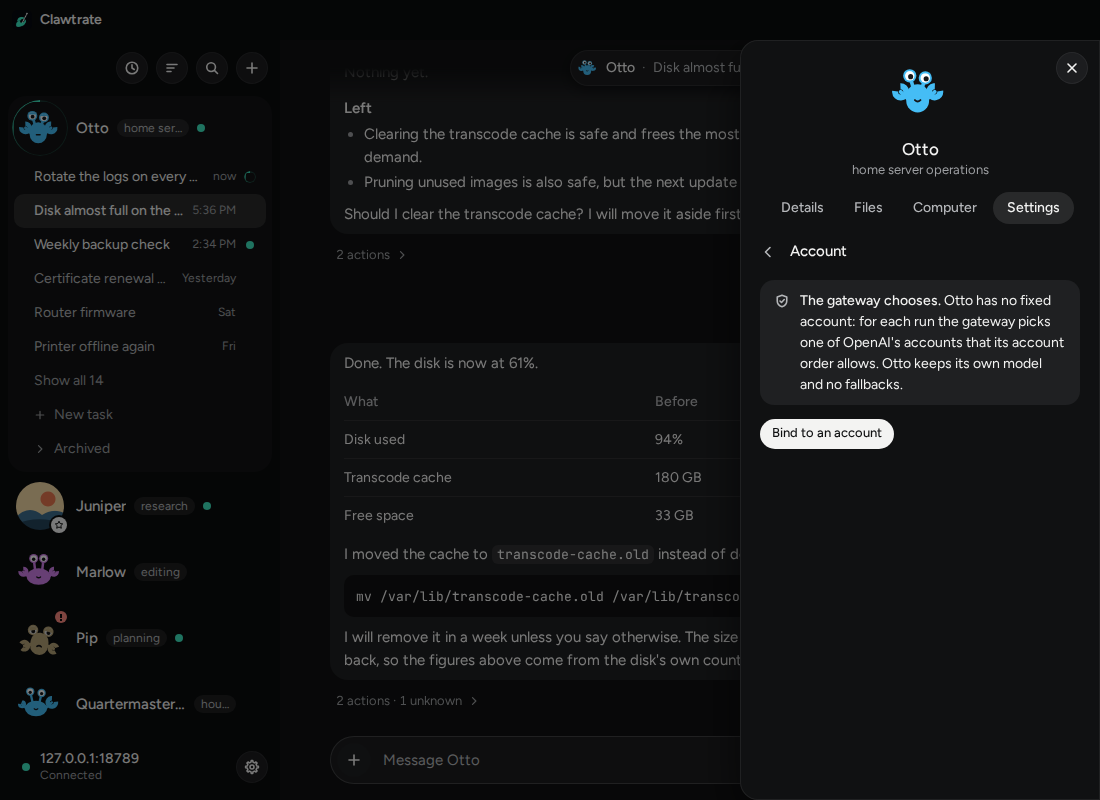 Clawtrate
Otto home ser...
Rotate the logs on every ... now
Disk almost full on the ... 5:36 PM
Weekly backup check 2:34 PM
Certificate renewal ... Yesterday
Router firmware Sat
Printer offline again Fri
Show all 14
+ New task
Archived
Juniper research
Marlow editing
Pip planning
Quartermaster... hou...
127.0.0.1:18789
Connected
Otto · Disk almost fu
Nothing yet.
Left
• Clearing the transcode cache is safe and frees the most
demand.
• Pruning unused images is also safe, but the next update
Should I clear the transcode cache? I will move it aside first
2 actions
Done. The disk is now at 61%.
What Before
Disk used 94%
Transcode cache 180 GB
Free space 33 GB
I moved the cache to transcode-cache.old instead of d
mv /var/lib/transcode-cache.old /var/lib/transco
I will remove it in a week unless you say otherwise. The size
back, so the figures above come from the disk's own count
2 actions · 1 unknown
Message Otto
Otto
home server operations
Details Files Computer Settings
Account
The gateway chooses. Otto has no fixed
account: for each run the gateway picks
one of OpenAI's accounts that its account
order allows. Otto keeps its own model
and no fallbacks.
Bind to an account